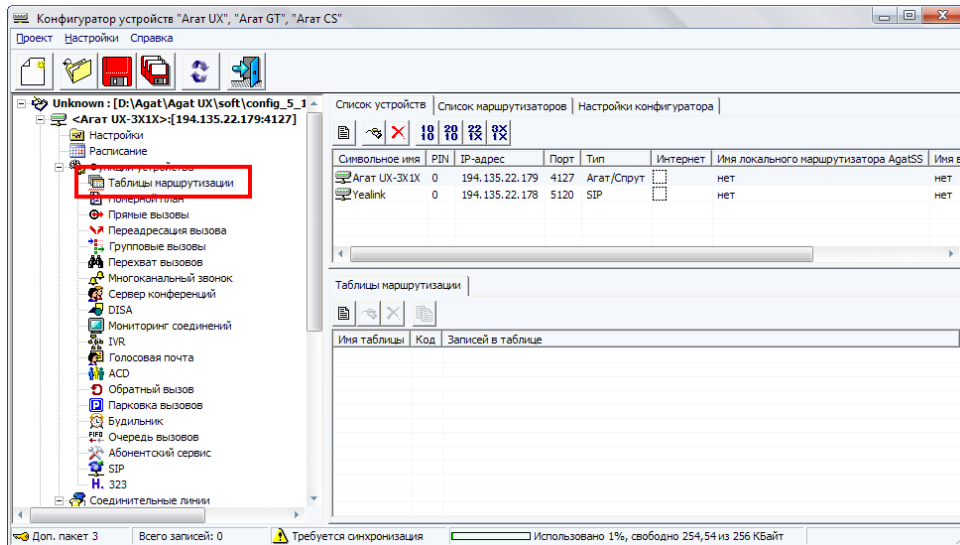 Конфигуратор устройств "Агат UX", "Агат GT", "Агат CS"
Проект Настройки Справка
Unknown : [D:\Agat\Agat UX\soft\config_5_1
<Агат UX-3X1X>:[194.135.22.179:4127]
Настройки
Расписание
Функции устройства
Таблицы маршрутизации
Номерной план
Прямые вызовы
Переадресация вызова
Групповые вызовы
Перехват вызовов
Многоканальный звонок
Сервер конференций
DISA
Мониторинг соединений
IVR
Голосовая почта
ACD
Обратный вызов
Парковка вызовов
Будильник
FIFO Очередь вызовов
Абонентский сервис
SIP
H. 323
Соединительные линии
Список устройств Список маршрутизаторов Настройки конфигуратора
Символьное имя PIN IP-адрес Порт Тип Интернет Имя локального маршрутизатора AgatSS Имя в
Агат UX-3X1X 0 194.135.22.179 4127 Агат/Спрут нет нет
Yealink 0 194.135.22.178 5120 SIP нет нет
Таблицы маршрутизации
Имя таблицы Код Записей в таблице
Доп. пакет 3 Всего записей: 0 Требуется синхронизация Использовано 1%, свободно 254,54 из 256 КБайт